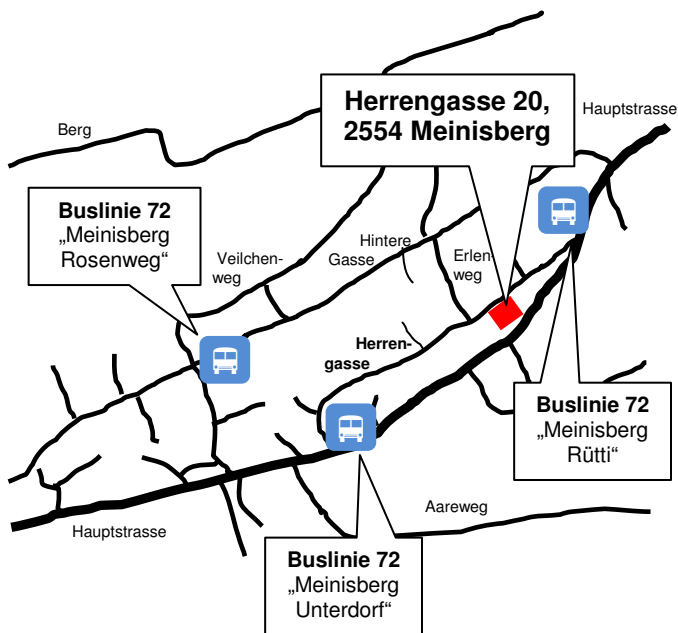 Herrengasse 20,
2554 Meinisberg
Hauptstrasse
Berg
Buslinie 72
„Meinisberg
Rosenweg“
Veilchen-
weg
Hintere
Gasse
Erlen-
weg
Herren-
gasse
Buslinie 72
„Meinisberg
Rütti“
Hauptstrasse
Aareweg
Buslinie 72
„Meinisberg
Unterdorf“